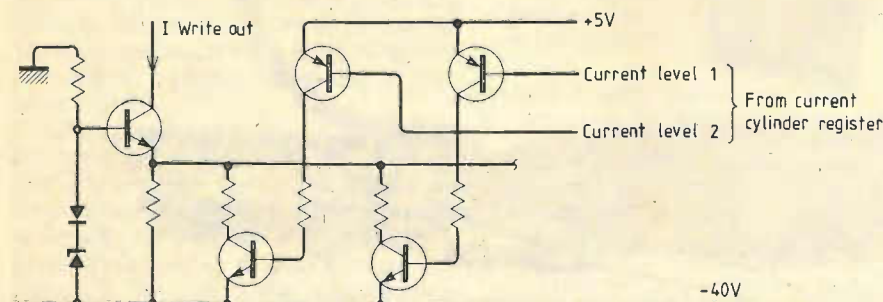 I Write out
+5V
Current level 1
Current level 2
From current
cylinder register
-40V